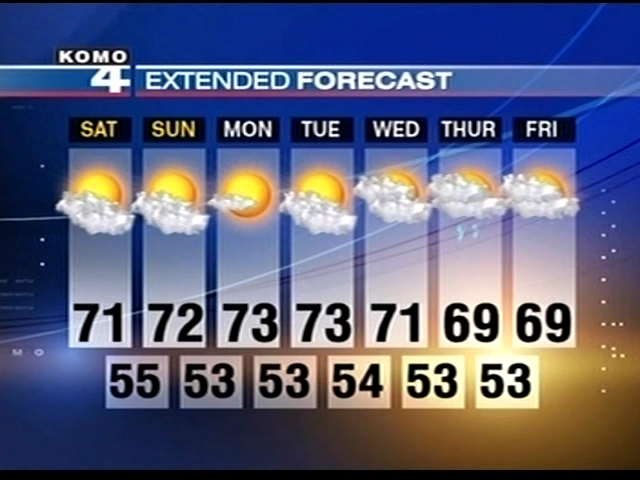 KOMO
4 EXTENDED FORECAST
SAT SUN MON TUE WED THUR FRI
71 72 73 73 71 69 69
55 53 53 54 53 53